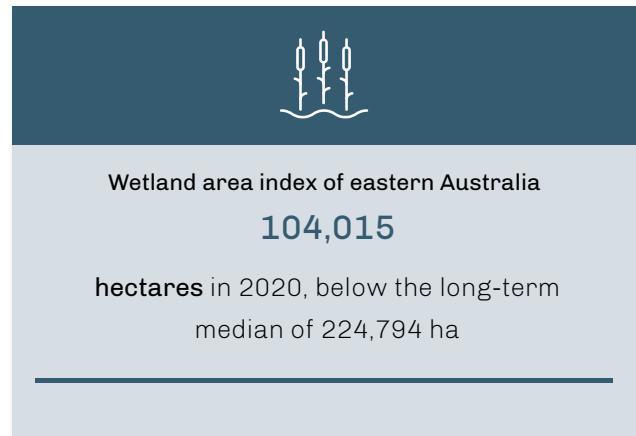 Wetland area index of eastern Australia
104,015
hectares in 2020, below the long-term
median of 224,794 ha